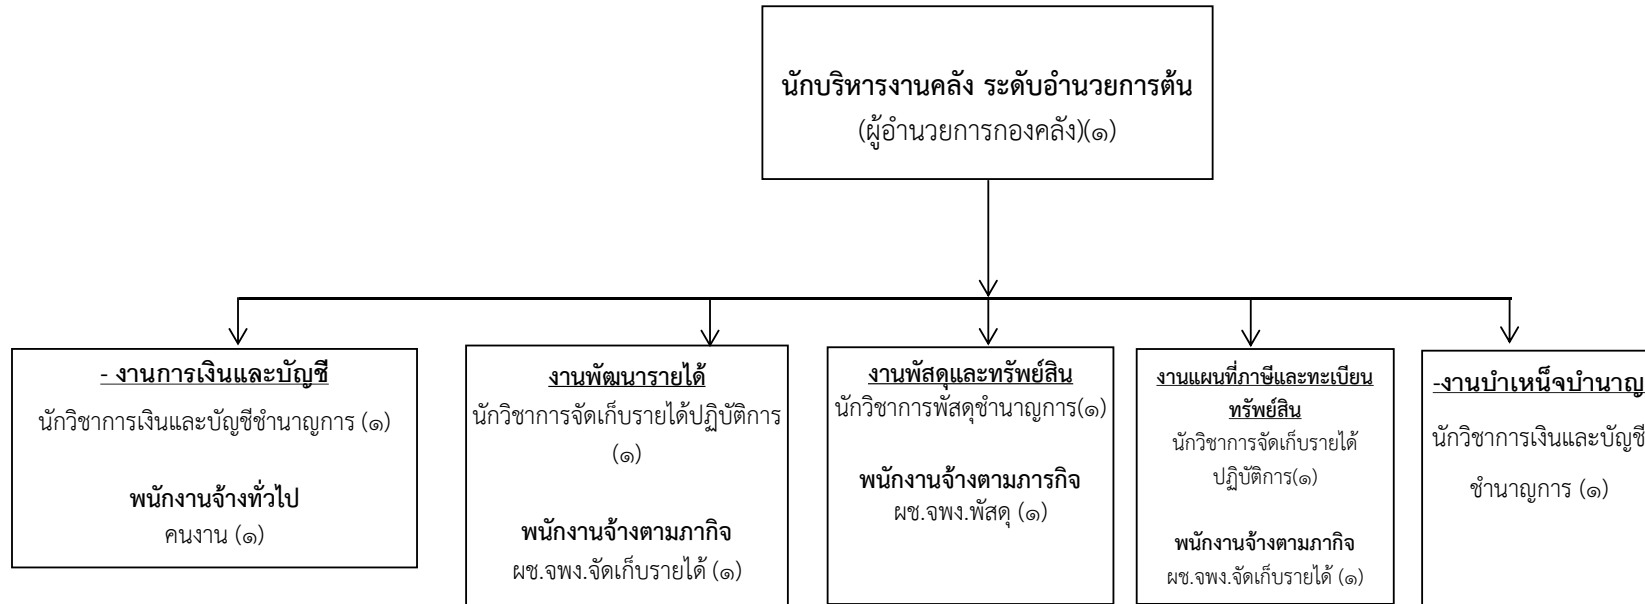 นักบริหารงานคลัง ระดับอำนวยการต้น
(ผู้อำนวยการกองคลัง)(๑)
- งานการเงินและบัญชี
นักวิชาการเงินและบัญชีชำนาญการ (๑)
พนักงานจ้างทั่วไป
คนงาน (๑)
งานพัฒนารายได้
นักวิชาการจัดเก็บรายได้ปฏิบัติการ
(๑)
พนักงานจ้างตามภากิจ
ผช.จพง.จัดเก็บรายได้ (๑)
งานพัสดุและทรัพย์สิน
นักวิชาการพัสดุชำนาญการ(๑)
พนักงานจ้างตามภารกิจ
ผช.จพง.พัสดุ (๑)
งานแผนที่ภาษีและทะเบียน
ทรัพย์สิน
นักวิชาการจัดเก็บรายได้
ปฏิบัติการ(๑)
พนักงานจ้างตามภากิจ
ผช.จพง.จัดเก็บรายได้ (๑)
-งานบำเหน็จบำนาญ
นักวิชาการเงินและบัญชี
ชำนาญการ (๑)